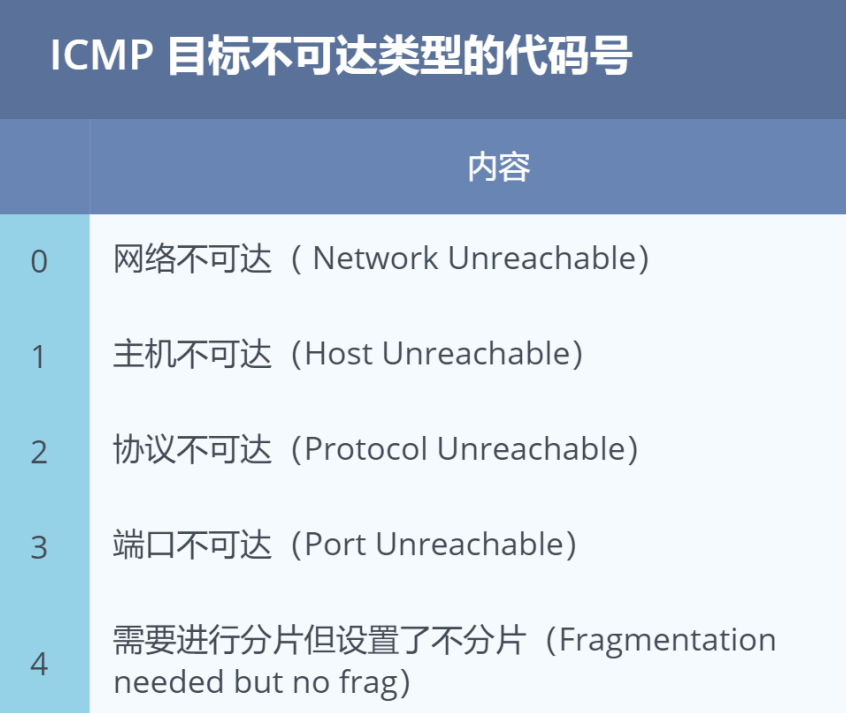 ICMP 目标不可达类型的代码号
内容
0 网络不可达（ Network Unreachable）
1 主机不可达（Host Unreachable）
2 协议不可达（Protocol Unreachable）
3 端口不可达（Port Unreachable）
4 需要进行分片但设置了不分片（Fragmentation
needed but no frag）